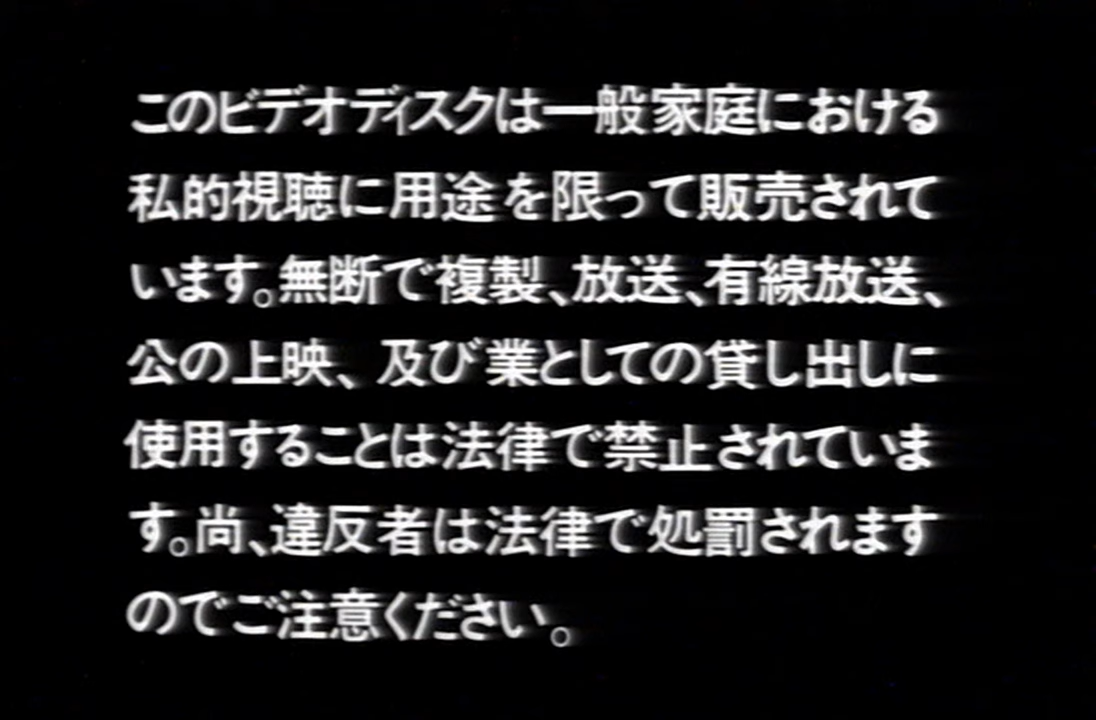 このビデオディスクは一般家庭における
私的視聴に用途を限って販売されて
います。無断で複製、放送、有線放送、
公の上映、及び業としての貸し出しに
使用することは法律で禁止されていま
す。尚、違反者は法律で処罰されます
のでご注意ください。